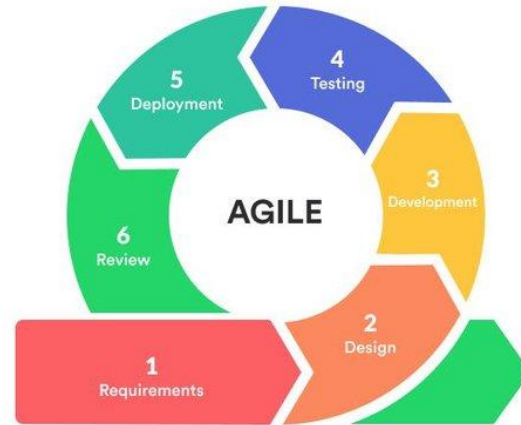 AGILE
1
Requirements
2
Design
3
Development
4
Testing
5
Deployment
6
Review